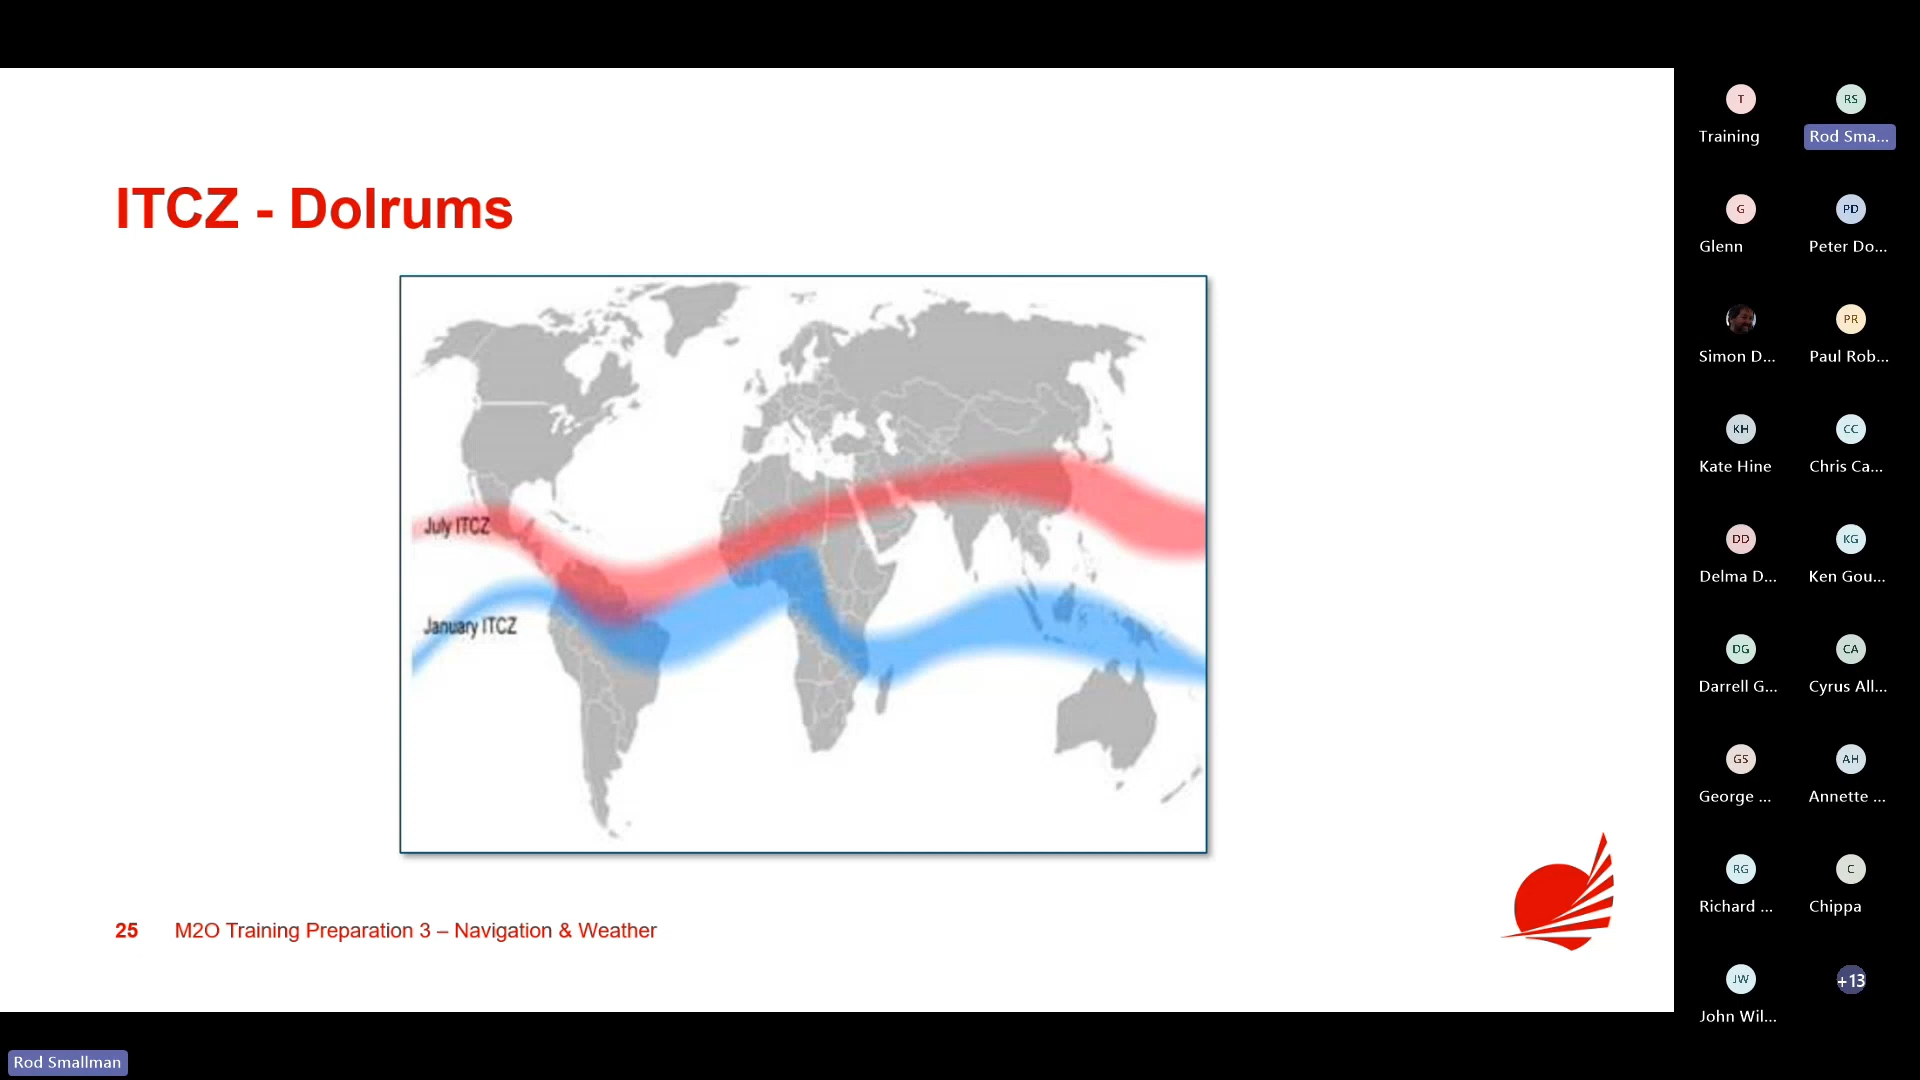 ITCZ - Dolrums
July ITCZ
January ITCZ
25 M2O Training Preparation 3 – Navigation & Weather
T
Training
RS
Rod Sma...
G
Glenn
PD
Peter Do...
Simon D...
PR
Paul Rob...
KH
Kate Hine
CC
Chris Ca...
DD
Delma D...
KG
Ken Gou...
DG
Darrell G...
CA
Cyrus All...
GS
George ...
AH
Annette ...
RG
Richard ...
C
Chippa
JW
John Wil...
+13
Rod Smallman